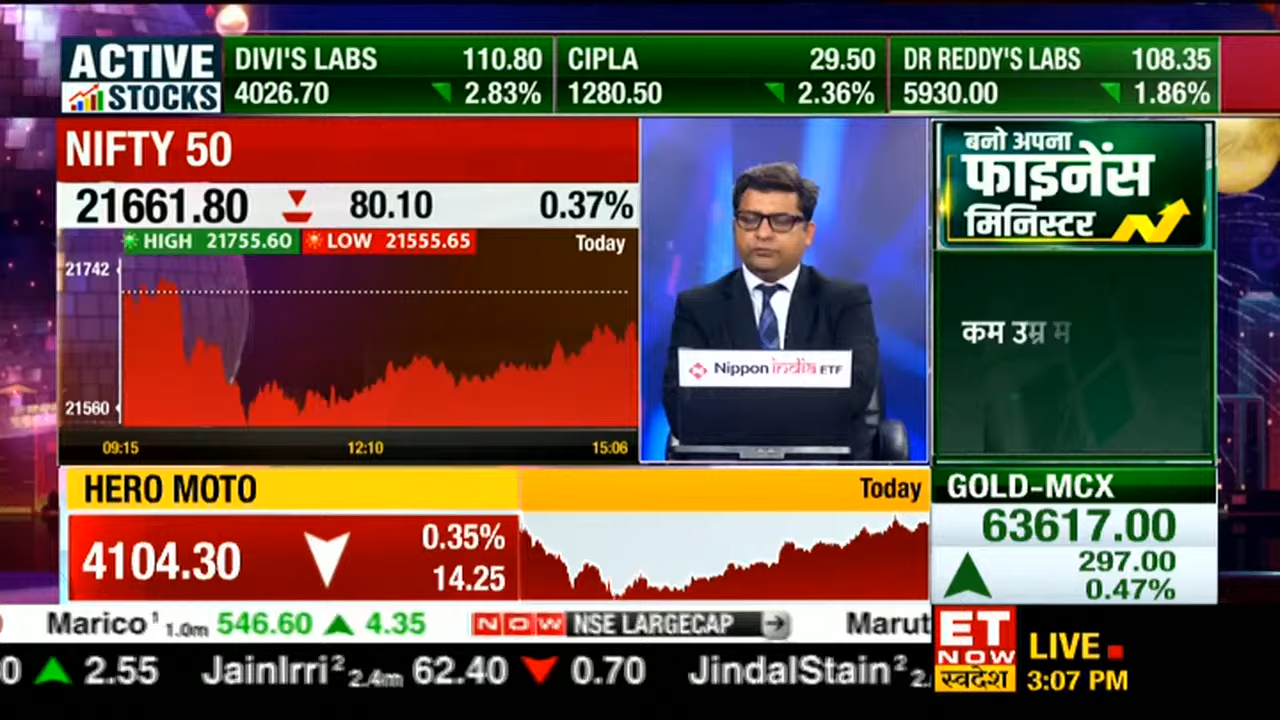 ACTIVE STOCKS
DIVI'S LABS 110.80
4026.70 2.83%
CIPLA 29.50
1280.50 2.36%
DR REDDY'S LABS 108.35
5930.00 1.86%
NIFTY 50
21661.80 80.10 0.37%
HIGH 21755.60 LOW 21555.65 Today
21742
21560
09:15 12:10 15:06
Nippon india ETF
बनो अपना
फाइनेंस
मिनिस्टर
कम उम्र म
HERO MOTO Today
4104.30
0.35%
14.25
GOLD-MCX
63617.00
297.00
0.47%
Marico 1 1.0m 546.60 4.35 NOW NSE LARGECAP Marut
0 2.55 JainIrri 2 2.4m 62.40 0.70 JindalStain 2 2.
ET
NOW
स्वदेश
LIVE
3:07 PM